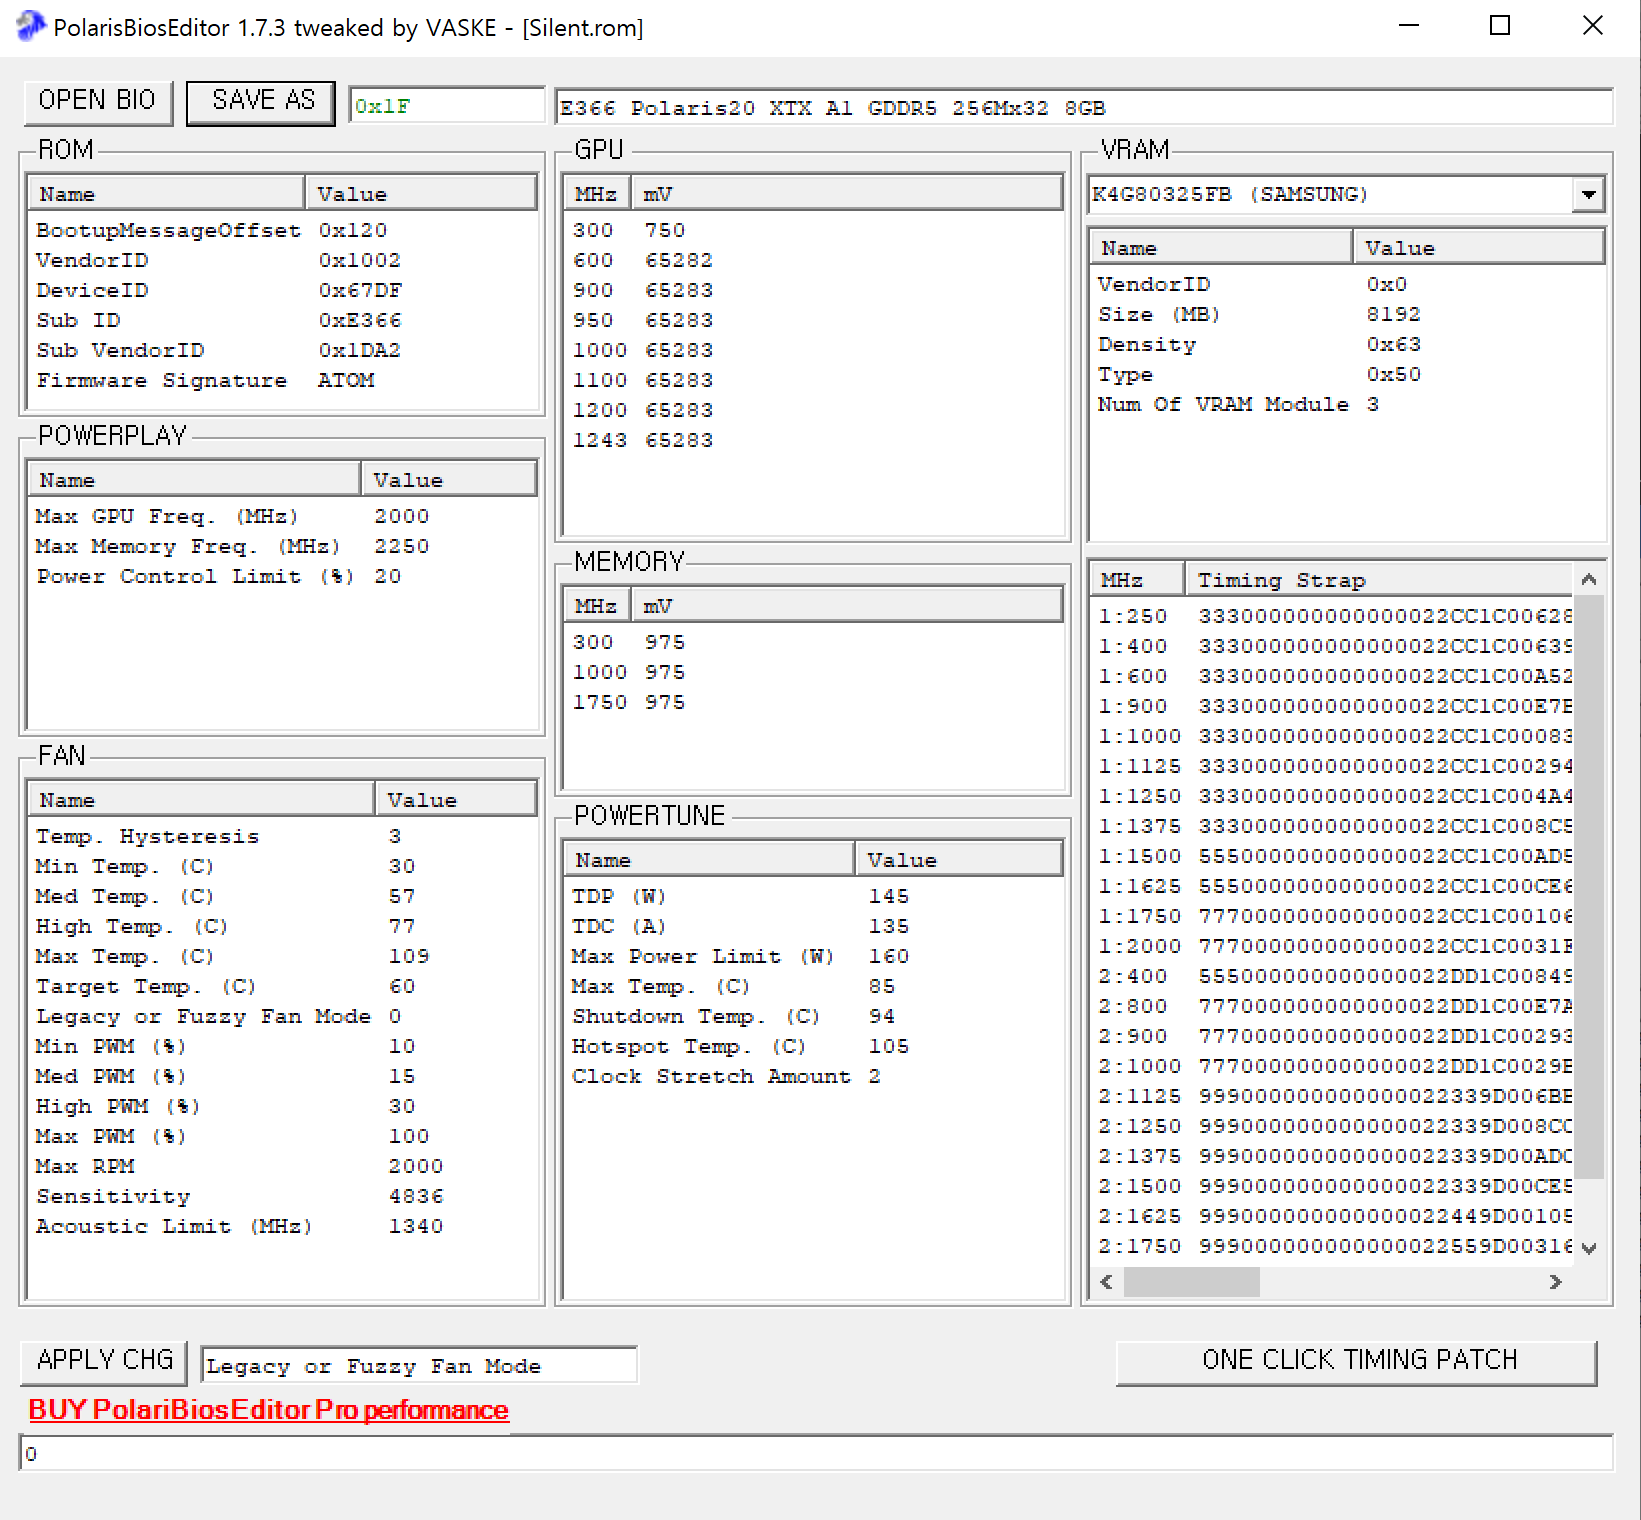 PolarisBiosEditor 1.7.3 tweaked by VASKE - [Silent.rom]
OPEN BIO SAVE AS 0x1F E366 Polaris20 XTX A1 GDDR5 256Mx32 8GB
ROM
Name Value
BootupMessageOffset 0x120
VendorID 0x1002
DeviceID 0x67DF
Sub ID 0xE366
Sub VendorID 0x1DA2
Firmware Signature ATOM
POWERPLAY
Name Value
Max GPU Freq. (MHz) 2000
Max Memory Freq. (MHz) 2250
Power Control Limit (%) 20
FAN
Name Value
Temp. Hysteresis 3
Min Temp. (C) 30
Med Temp. (C) 57
High Temp. (C) 77
Max Temp. (C) 109
Target Temp. (C) 60
Legacy or Fuzzy Fan Mode 0
Min PWM (%) 10
Med PWM (%) 15
High PWM (%) 30
Max PWM (%) 100
Max RPM 2000
Sensitivity 4836
Acoustic Limit (MHz) 1340
GPU
MHz mV
300 750
600 65282
900 65283
950 65283
1000 65283
1100 65283
1200 65283
1243 65283
MEMORY
MHz mV
300 975
1000 975
1750 975
POWERTUNE
Name Value
TDP (W) 145
TDC (A) 135
Max Power Limit (W) 160
Max Temp. (C) 85
Shutdown Temp. (C) 94
Hotspot Temp. (C) 105
Clock Stretch Amount 2
VRAM
K4G80325FB (SAMSUNG)
Name Value
VendorID 0x0
Size (MB) 8192
Density 0x63
Type 0x50
Num Of VRAM Module 3
MHz Timing Strap
1:250 333000000000000022CC1C00628
1:400 333000000000000022CC1C00639
1:600 333000000000000022CC1C00A52
1:900 333000000000000022CC1C00E7B
1:1000 333000000000000022CC1C00083
1:1125 333000000000000022CC1C00294
1:1250 333000000000000022CC1C004A4
1:1375 333000000000000022CC1C008C5
1:1500 555000000000000022CC1C00AD5
1:1625 555000000000000022CC1C00CE6
1:1750 777000000000000022CC1C00106
1:2000 777000000000000022CC1C0031F
2:400 555000000000000022DD1C00849
2:800 777000000000000022DD1C00E7A
2:900 777000000000000022DD1C00293
2:1000 777000000000000022DD1C0029B
2:1125 999000000000000022339D006BE
2:1250 999000000000000022339D008CC
2:1375 999000000000000022339D00ADC
2:1500 999000000000000022339D00CE5
2:1625 999000000000000022449D00105
2:1750 999000000000000022559D00316
APPLY CHG Legacy or Fuzzy Fan Mode ONE CLICK TIMING PATCH
BUY PolariBiosEditor Pro performance
0